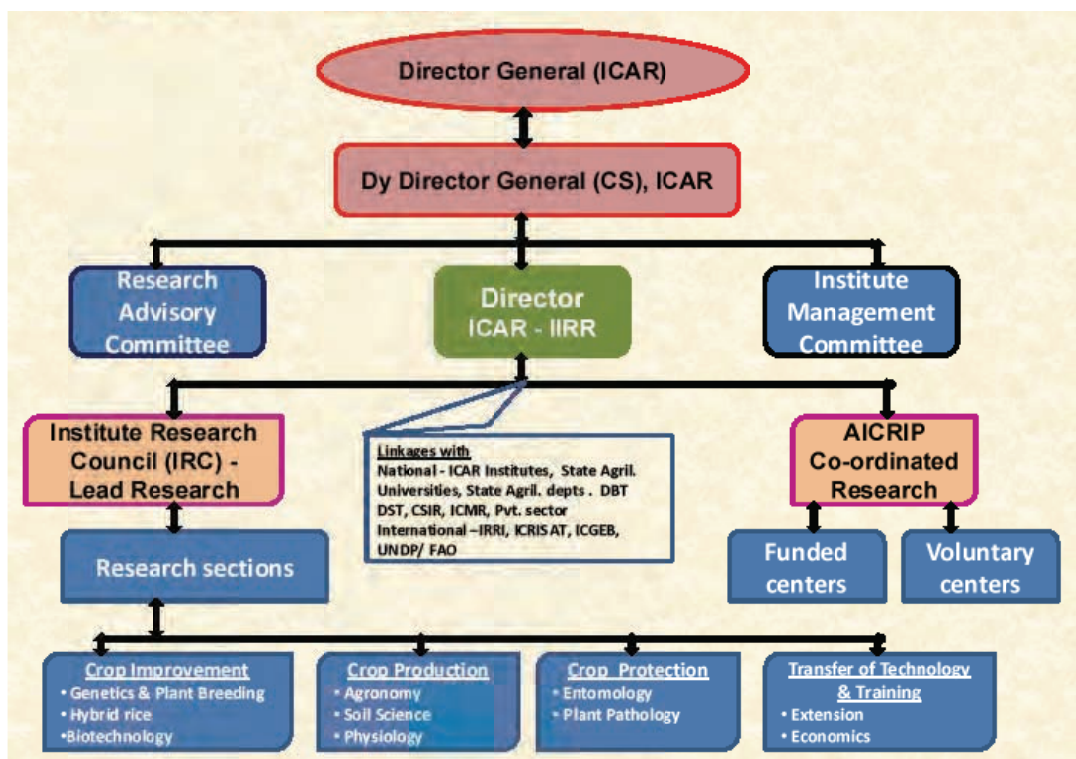 Director General (ICAR)
Dy Director General (CS), ICAR
Research
Advisory
Committee
Director
ICAR - IIRR
Institute
Management
Committee
Institute Research
Council (IRC) -
Lead Research
Linkages with
National - ICAR Institutes, State Agril.
Universities, State Agril. depts . DBT
DST, CSIR, ICMR, Pvt. sector
International –IRRI, ICRISAT, ICGEB,
UNDP/ FAO
AICRIP
Co-ordinated
Research
Research sections
Funded
centers
Voluntary
centers
Crop Improvement
• Genetics & Plant Breeding
• Hybrid rice
•Biotechnology
Crop Production
• Agronomy
• Soil Science
• Physiology
Crop Protection
• Entomology
• Plant Pathology
Transfer of Technology
& Training
• Extension
• Economics